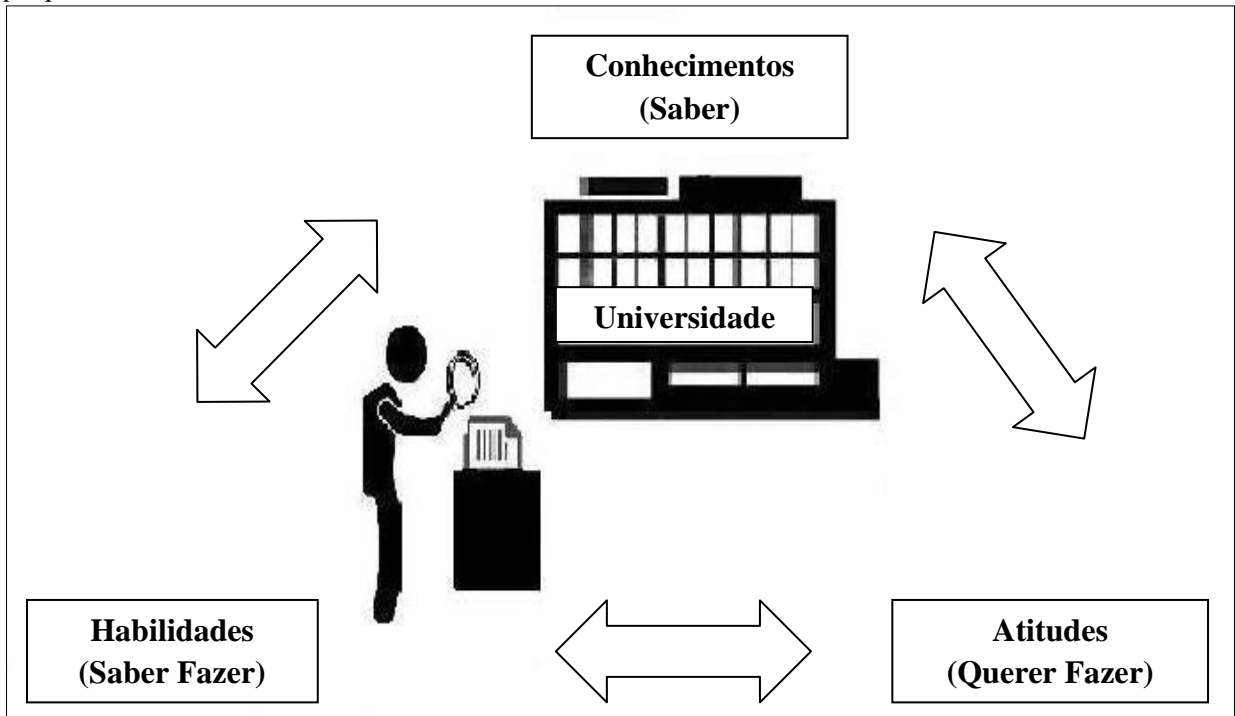 Conhecimentos
(Saber)
Universidade
Habilidades
(Saber Fazer)
Atitudes
(Querer Fazer)